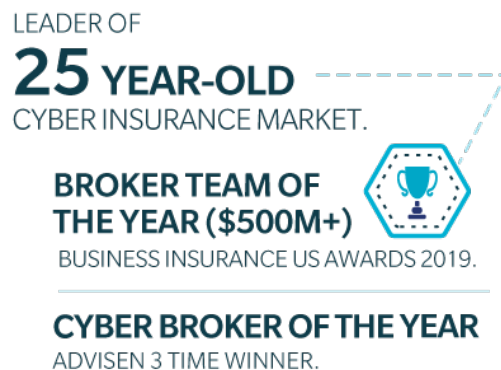 LEADER OF
25 YEAR-OLD
CYBER INSURANCE MARKET.
BROKER TEAM OF
THE YEAR ($500M+)
BUSINESS INSURANCE US AWARDS 2019.
CYBER BROKER OF THE YEAR
ADVISEN 3 TIME WINNER.